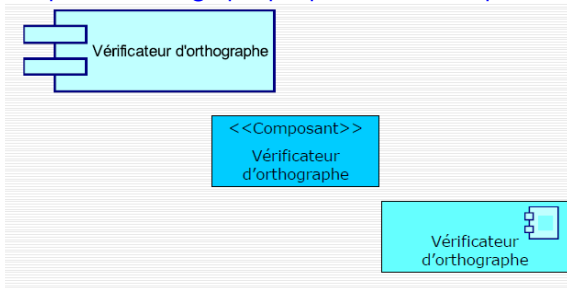 Vérificateur d'orthographe
<<Composant>>
Vérificateur
d’orthographe
Vérificateur
d’orthographe